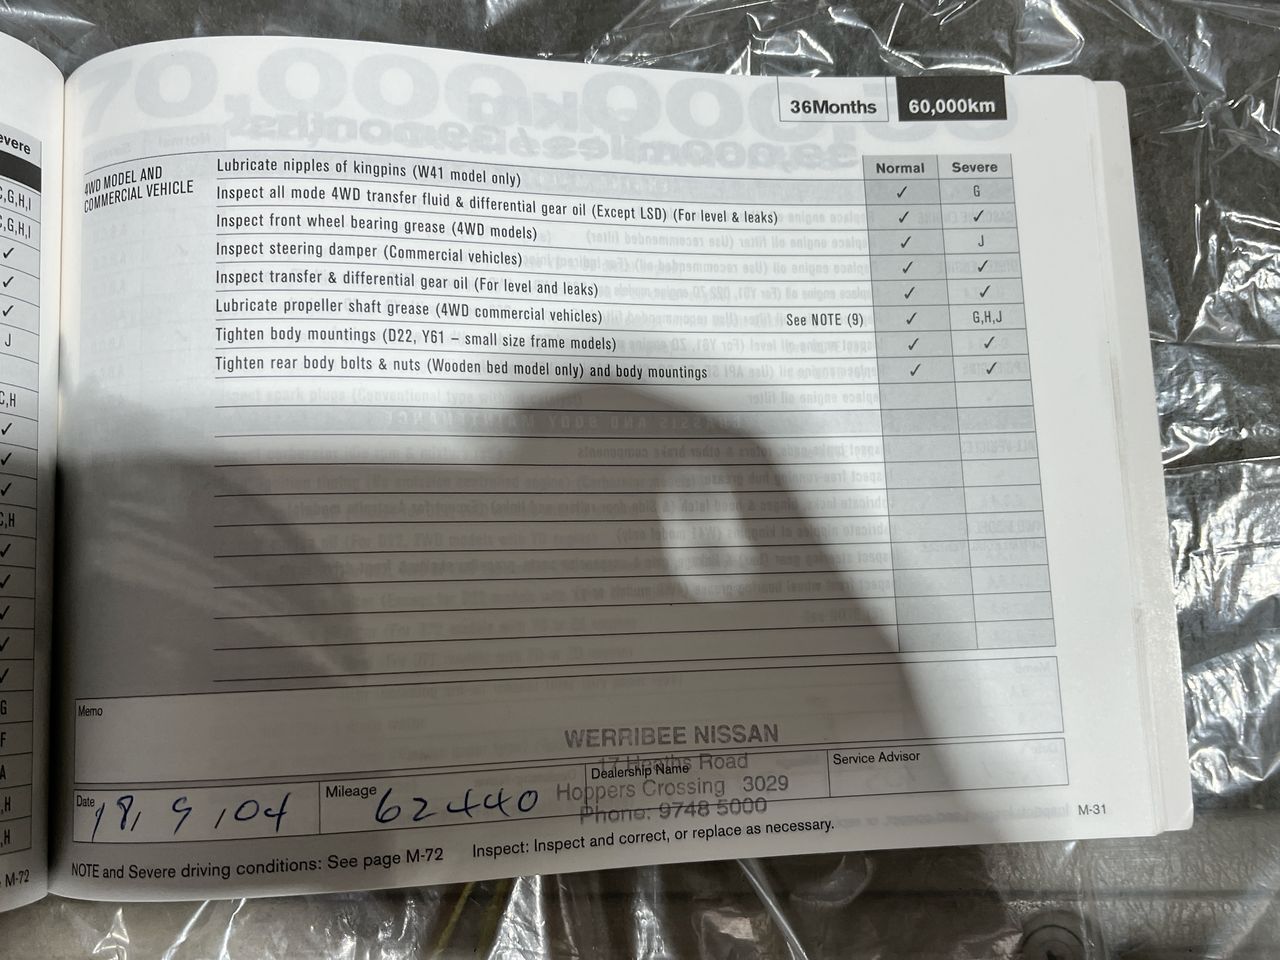 36Months 60,000km
Normal Severe
4WD MODEL AND
COMMERCIAL VEHICLE
Lubricate nipples of kingpins (W41 model only) ✓ G
Inspect all mode 4WD transfer fluid & differential gear oil (Except LSD) (For level & leaks) ✓ ✓
Inspect front wheel bearing grease (4WD models) ✓ J
Inspect steering damper (Commercial vehicles) ✓ ✓
Inspect transfer & differential gear oil (For level and leaks) ✓ ✓
Lubricate propeller shaft grease (4WD commercial vehicles) See NOTE (9) ✓ G,H,J
Tighten body mountings (D22, Y61 – small size frame models) ✓ ✓
Tighten rear body bolts & nuts (Wooden bed model only) and body mountings ✓ ✓
Memo
WERRIBEE NISSAN
17 Heaths Road
Hoppers Crossing 3029
Phone: 9748 5000
Date 18, 9, 04
Mileage 62440
Dealership Name
Service Advisor
NOTE and Severe driving conditions: See page M-72 Inspect: Inspect and correct, or replace as necessary.
M-31
evere
C,G,H,I
C,G,H,I
✓
✓
✓
J
C,H
✓
✓
✓
C,H
✓
✓
✓
✓
✓
G
F
A
,H
,H
M-72